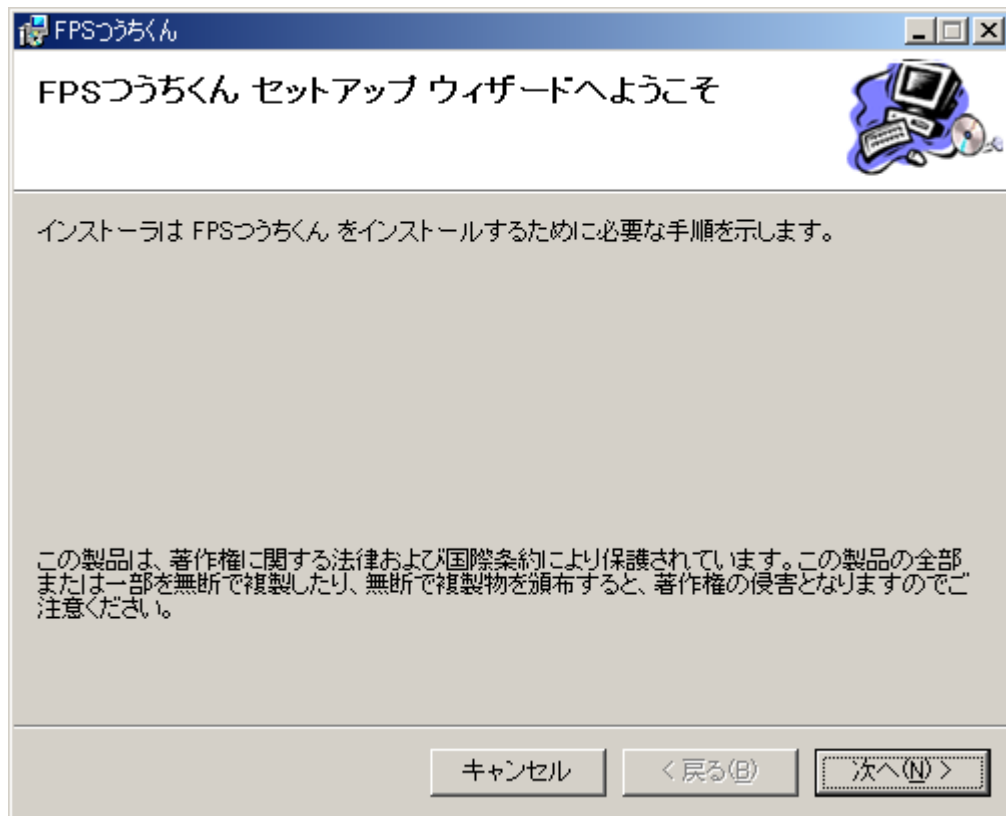 FPSつうちくん
FPSつうちくん セットアップ ウィザードへようこそ
インストーラは FPSつうちくん をインストールするために必要な手順を示します。
この製品は、著作権に関する法律および国際条約により保護されています。この製品の全部
または一部を無断で複製したり、無断で複製物を頒布すると、著作権の侵害となりますのでご
注意ください。
キャンセル
< 戻る(B)
次へ(N) >